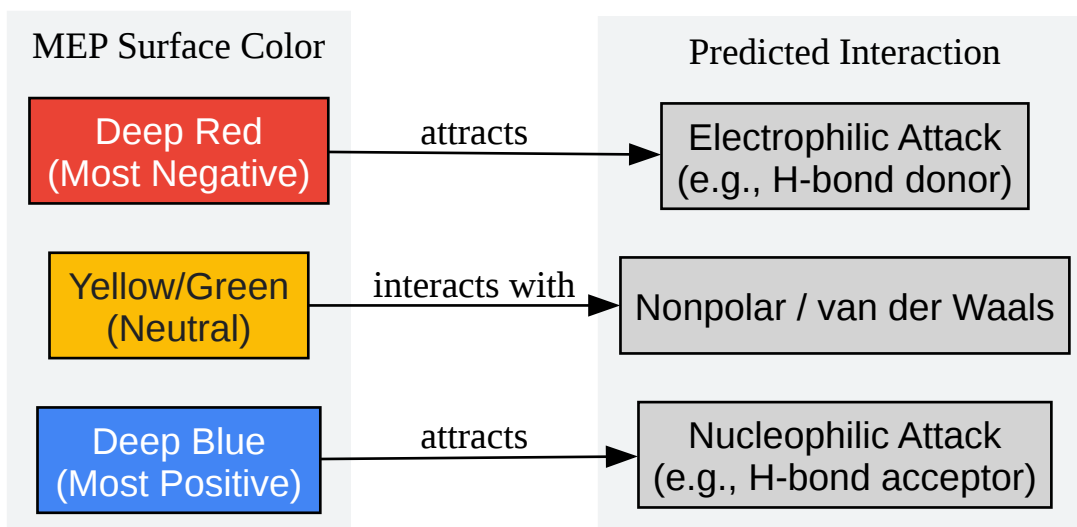 MEP Surface Color
Predicted Interaction
Deep Red
(Most Negative)
attracts
Electrophilic Attack
(e.g., H-bond donor)
Yellow/Green
(Neutral)
interacts with
Nonpolar / van der Waals
Deep Blue
(Most Positive)
attracts
Nucleophilic Attack
(e.g., H-bond acceptor)